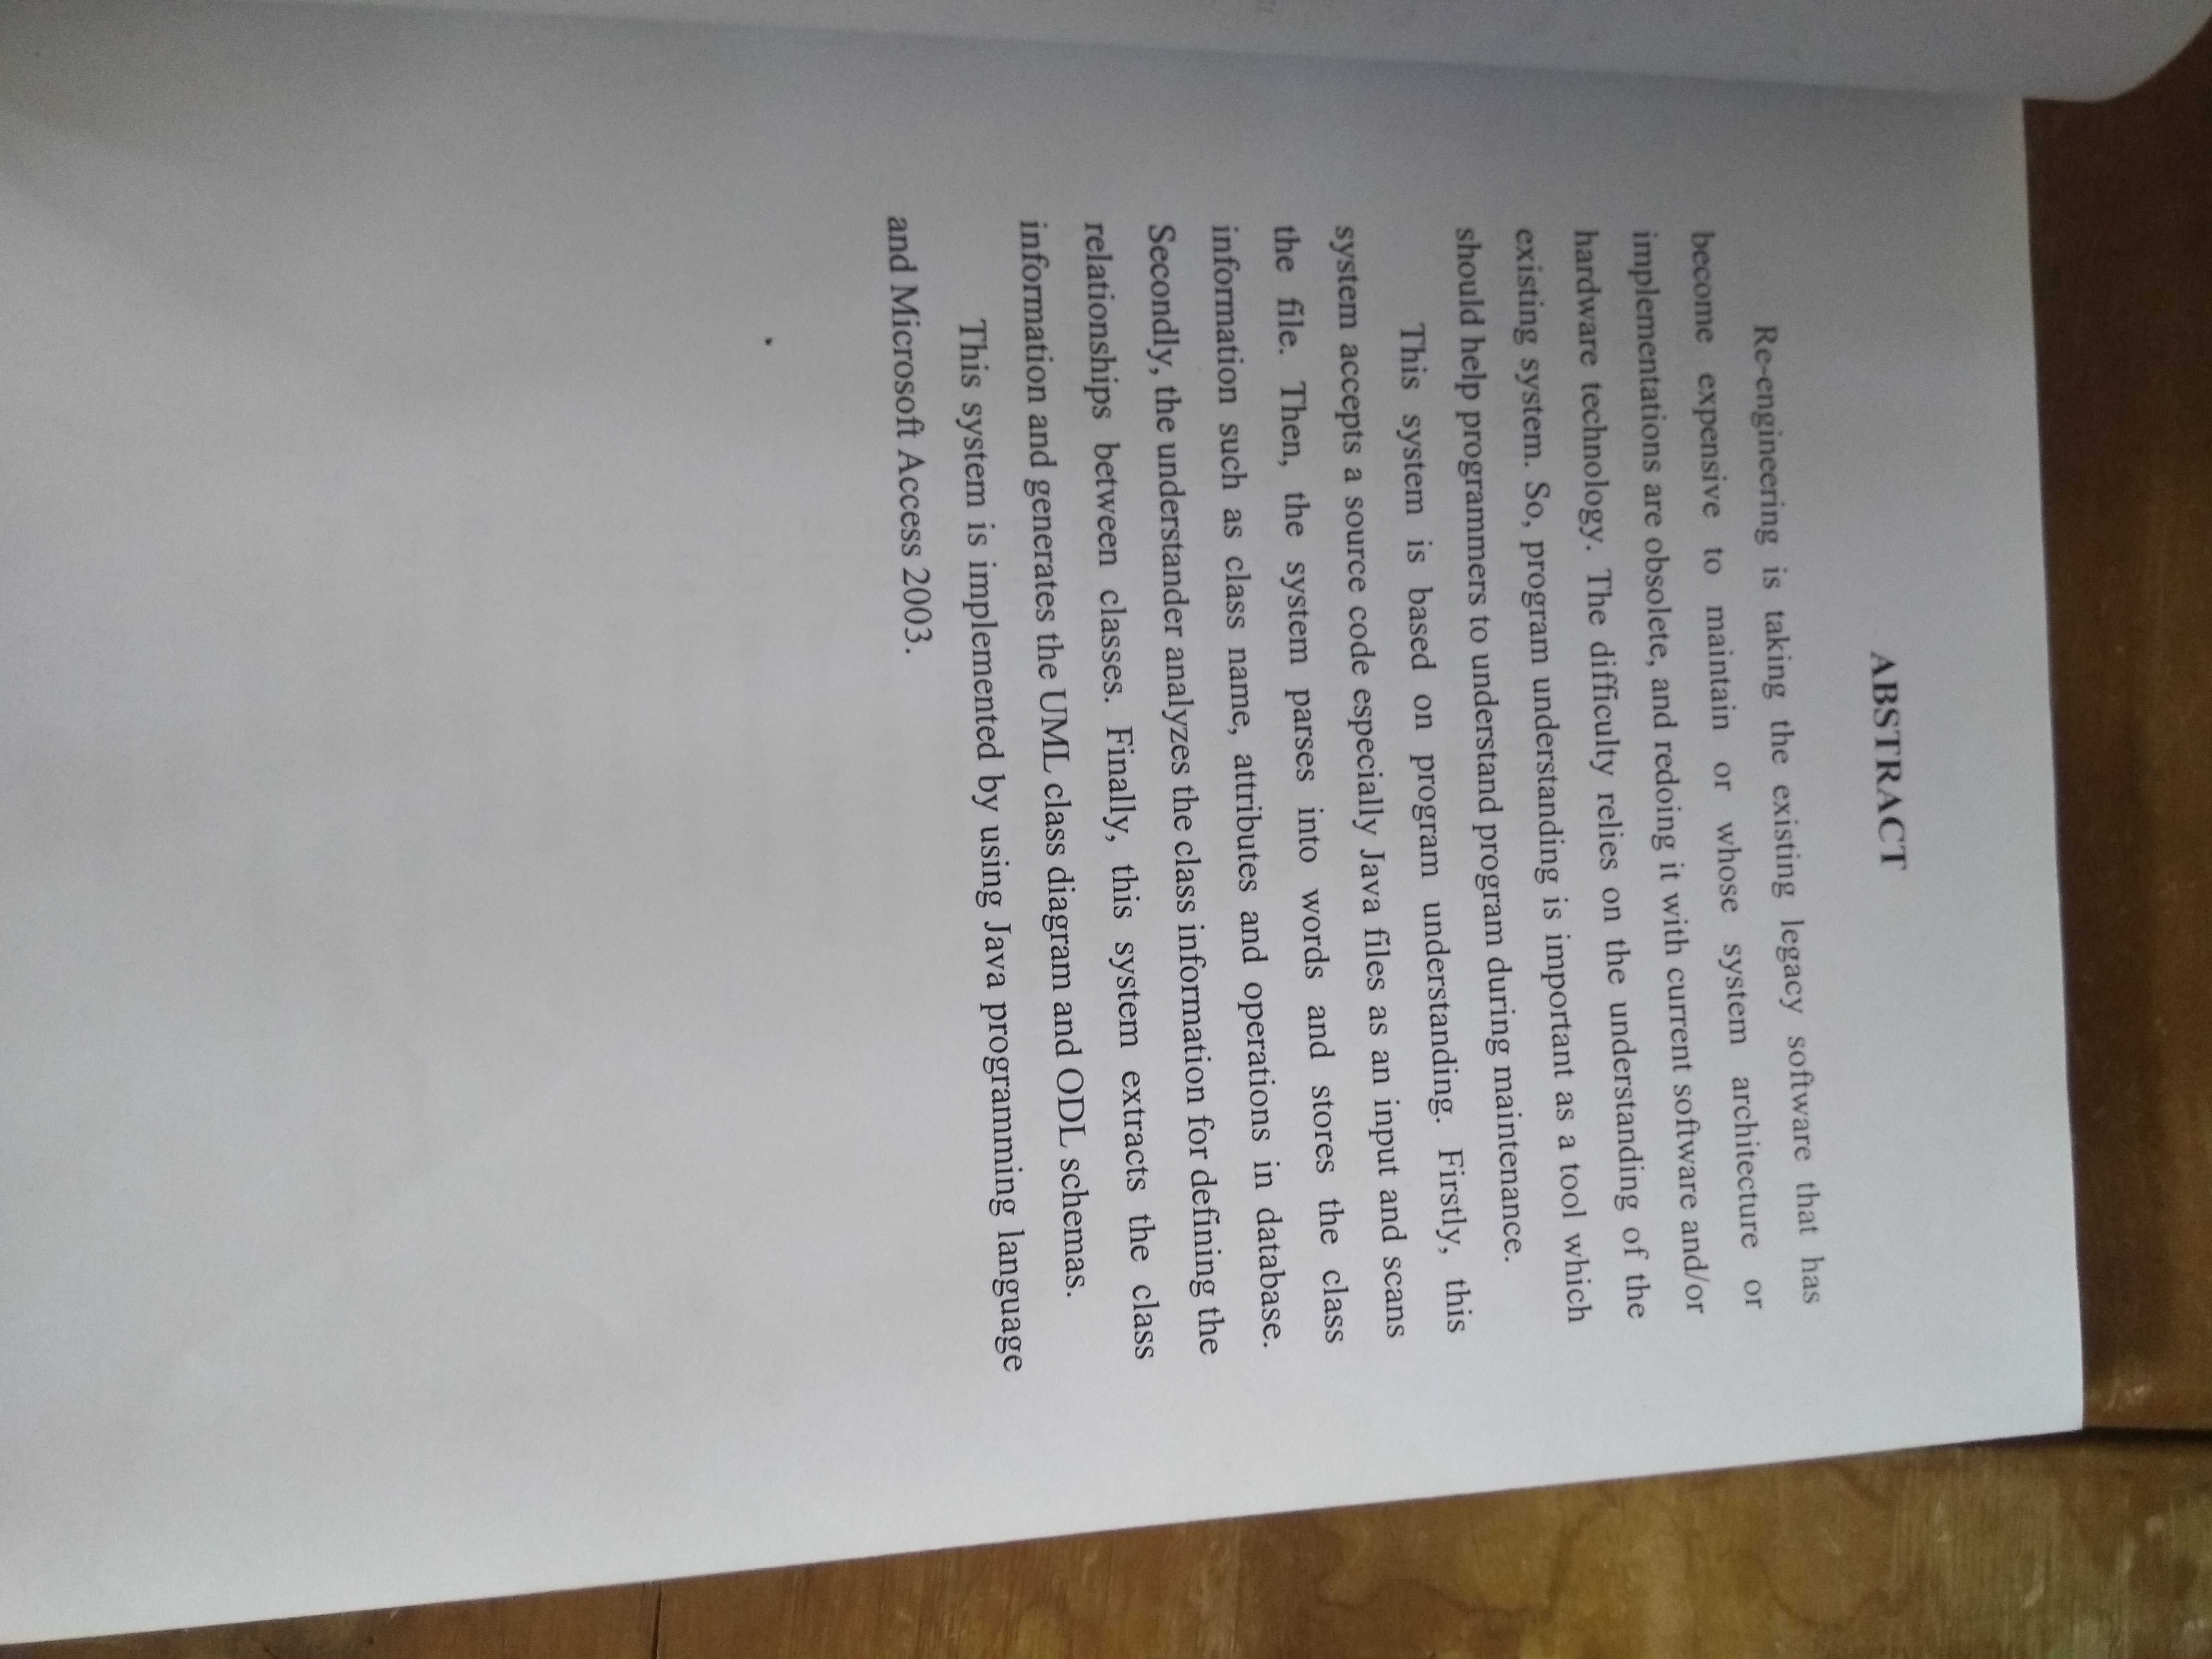 ABSTRACT
Re-engineering is taking the existing legacy software that has
become expensive to maintain or whose system architecture or
implementations are obsolete, and redoing it with current software and/or
hardware technology. The difficulty relies on the understanding of the
existing system. So, program understanding is important as a tool which
should help programmers to understand program during maintenance.
This system is based on program understanding. Firstly, this
system accepts a source code especially Java files as an input and scans
the file. Then, the system parses into words and stores the class
information such as class name, attributes and operations in database.
Secondly, the understander analyzes the class information for defining the
relationships between classes. Finally, this system extracts the class
information and generates the UML class diagram and ODL schemas.
This system is implemented by using Java programming language
and Microsoft Access 2003.